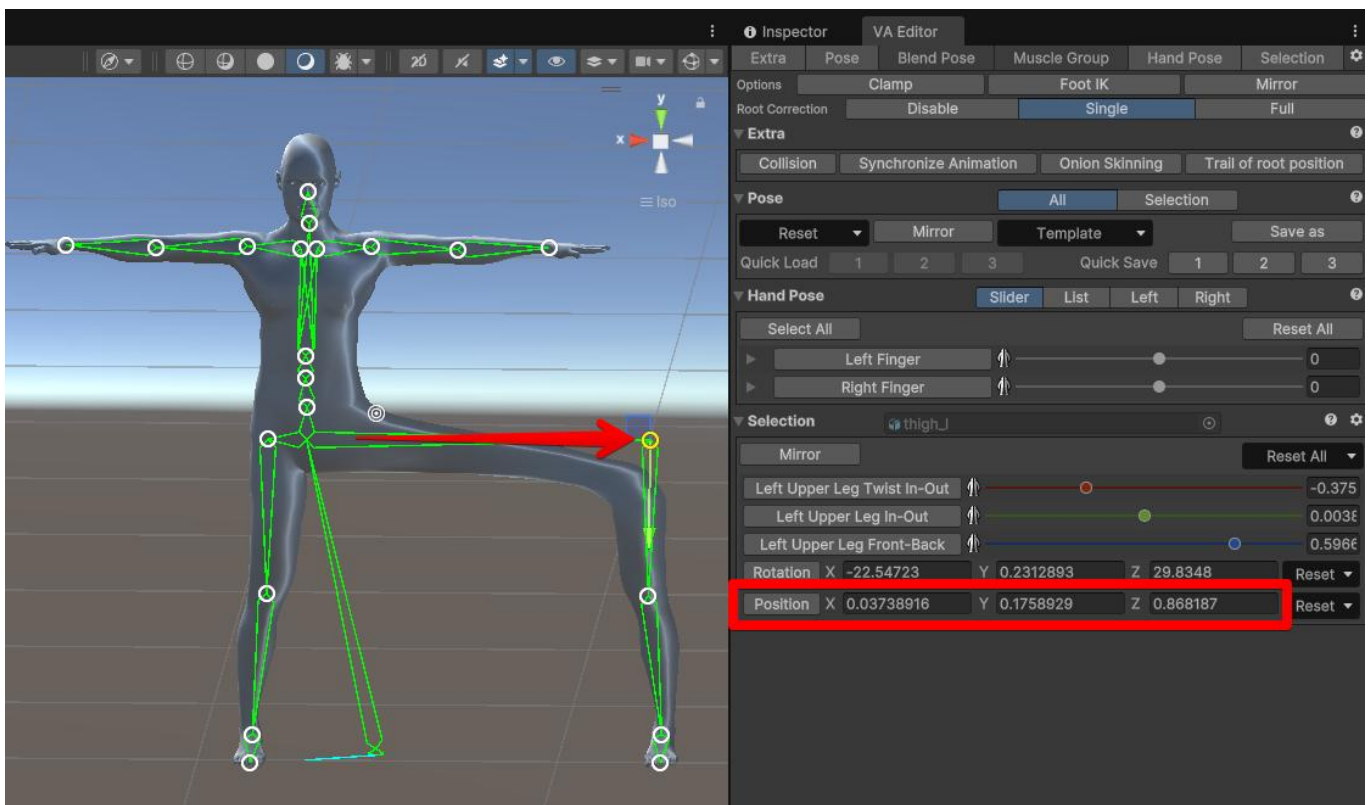 Inspector VA Editor
Extra Pose Blend Pose Muscle Group Hand Pose Selection
Options Clamp Foot IK Mirror
Root Correction Disable Single Full
Extra
Collision Synchronize Animation Onion Skinning Trail of root position
Pose All Selection
Reset Mirror Template Save as
Quick Load 1 2 3 Quick Save 1 2 3
Hand Pose Slider List Left Right
Select All Reset All
Left Finger 0
Right Finger 0
Selection thigh_l
Mirror Reset All
Left Upper Leg Twist In-Out -0.375
Left Upper Leg In-Out 0.0038
Left Upper Leg Front-Back 0.5966
Rotation X -22.54723 Y 0.2312893 Z 29.8348 Reset
Position X 0.03738916 Y 0.1758929 Z 0.868187 Reset
2D
y
x
Iso